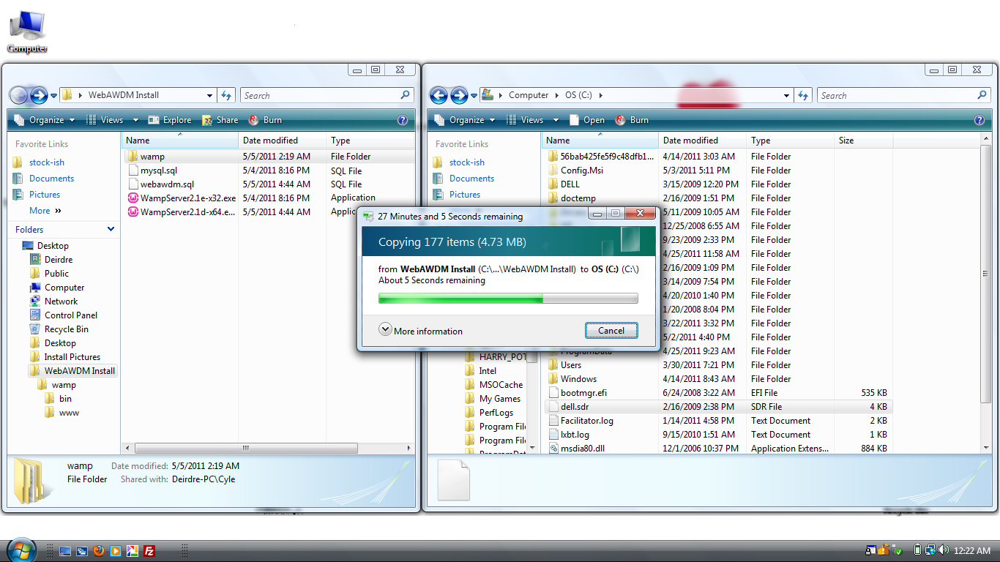 Computer
WebAWDM Install
Search
Computer
OS (C:)
Search
Organize
Views
Explore
Share
Burn
Organize
Views
Open
Burn
Favorite Links
stock-ish
Documents
Pictures
More »
Folders
Desktop
Deirdre
Public
Computer
Network
Control Panel
Recycle Bin
Desktop
Install Pictures
WebAWDM Install
wamp
bin
www
Name Date modified Type
wamp 5/5/2011 2:19 AM File Folder
mysql.sql 5/4/2011 8:16 PM SQL File
webawdm.sql 5/5/2011 4:44 AM SQL File
WampServer2.1e-x32.exe 5/4/2011 8:16 PM Application
WampServer2.1d-x64.e... 5/5/2011 4:44 AM
wamp Date modified: 5/5/2011 2:19 AM
File Folder Shared with: Deirdre-PC\Cyle
27 Minutes and 5 Seconds remaining
Copying 177 items (4.73 MB)
from WebAWDM Install (C:\...\WebAWDM Install) to OS (C:) (C:\)
About 5 Seconds remaining
More information
Cancel
Favorite Links
stock-ish
Documents
Pictures
HARRY_POT
Intel
MSOCache
My Games
PerfLogs
Program File
Program File
ProgramDat
Name Date modified Type Size
56bab425fe5f9c48dfb1... 4/14/2011 3:03 AM File Folder
Config.Msi 5/3/2011 5:11 PM File Folder
DELL 3/15/2009 12:20 PM File Folder
doctemp 2/16/2009 1:51 PM File Folder
5/11/2009 10:05 AM File Folder
12/25/2008 6:55 AM File Folder
9/23/2009 2:33 PM File Folder
4/25/2011 11:58 AM File Folder
2/16/2009 1:09 PM File Folder
3/14/2009 7:54 PM File Folder
4/20/2010 1:40 PM File Folder
1/20/2008 8:04 PM File Folder
3/22/2011 3:32 PM File Folder
5/2/2011 4:40 PM File Folder
ProgramData 4/25/2011 9:23 AM File Folder
Users 3/30/2011 7:21 PM File Folder
Windows 4/14/2011 8:43 AM File Folder
bootmgr.efi 6/24/2008 3:22 AM EFI File 535 KB
dell.sdr 2/16/2009 2:38 PM SDR File 4 KB
Facilitator.log 1/14/2011 4:58 PM Text Document 2 KB
lxbt.log 9/15/2010 1:51 AM Text Document 1 KB
msdia80.dll 12/1/2006 10:37 PM Application Extens... 884 KB
12:22 AM